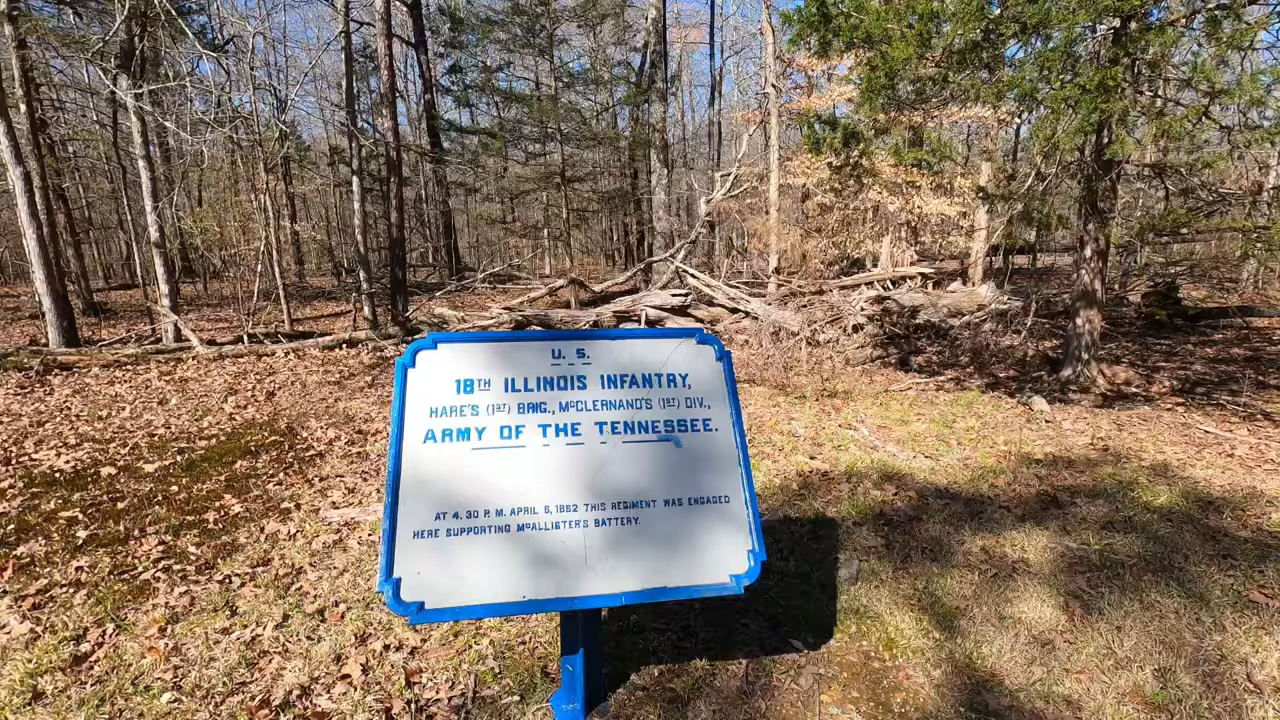 U. S.
18TH ILLINOIS INFANTRY,
HARE'S (1ST) BRIG., MCCLERNAND'S (1ST) DIV.,
ARMY OF THE TENNESSEE.
AT 4.30 P.M. APRIL 6, 1862 THIS REGIMENT WAS ENGAGED
HERE SUPPORTING MCALLISTER'S BATTERY.